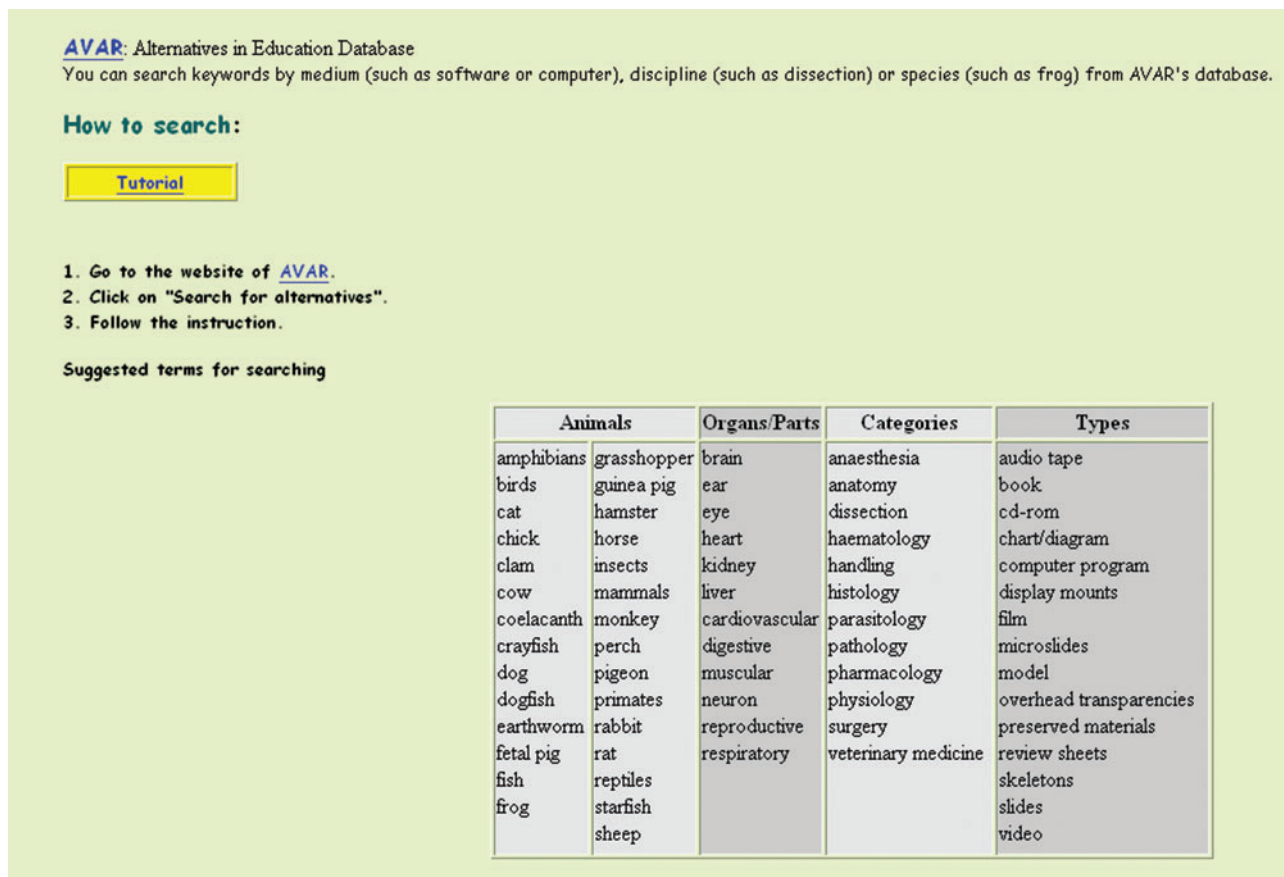 AVAR: Alternatives in Education Database
You can search keywords by medium (such as software or computer), discipline (such as dissection) or species (such as frog) from AVAR's database.
How to search:
Tutorial
1. Go to the website of AVAR.
2. Click on "Search for alternatives".
3. Follow the instruction.
Suggested terms for searching
Animals Organs/Parts Categories Types
amphibians grasshopper brain anaesthesia audio tape
birds guinea pig ear anatomy book
cat hamster eye dissection cd-rom
chick horse heart haematology chart/diagram
clam insects kidney handling computer program
cow mammals liver histology display mounts
coelacanth monkey cardiovascular parasitology film
crayfish perch digestive pathology microslides
dog pigeon muscular pharmacology model
dogfish primates neuron physiology overhead transparencies
earthworm rabbit reproductive surgery preserved materials
fetal pig rat respiratory veterinary medicine review sheets
fish reptiles skeletons
frog starfish slides
sheep video